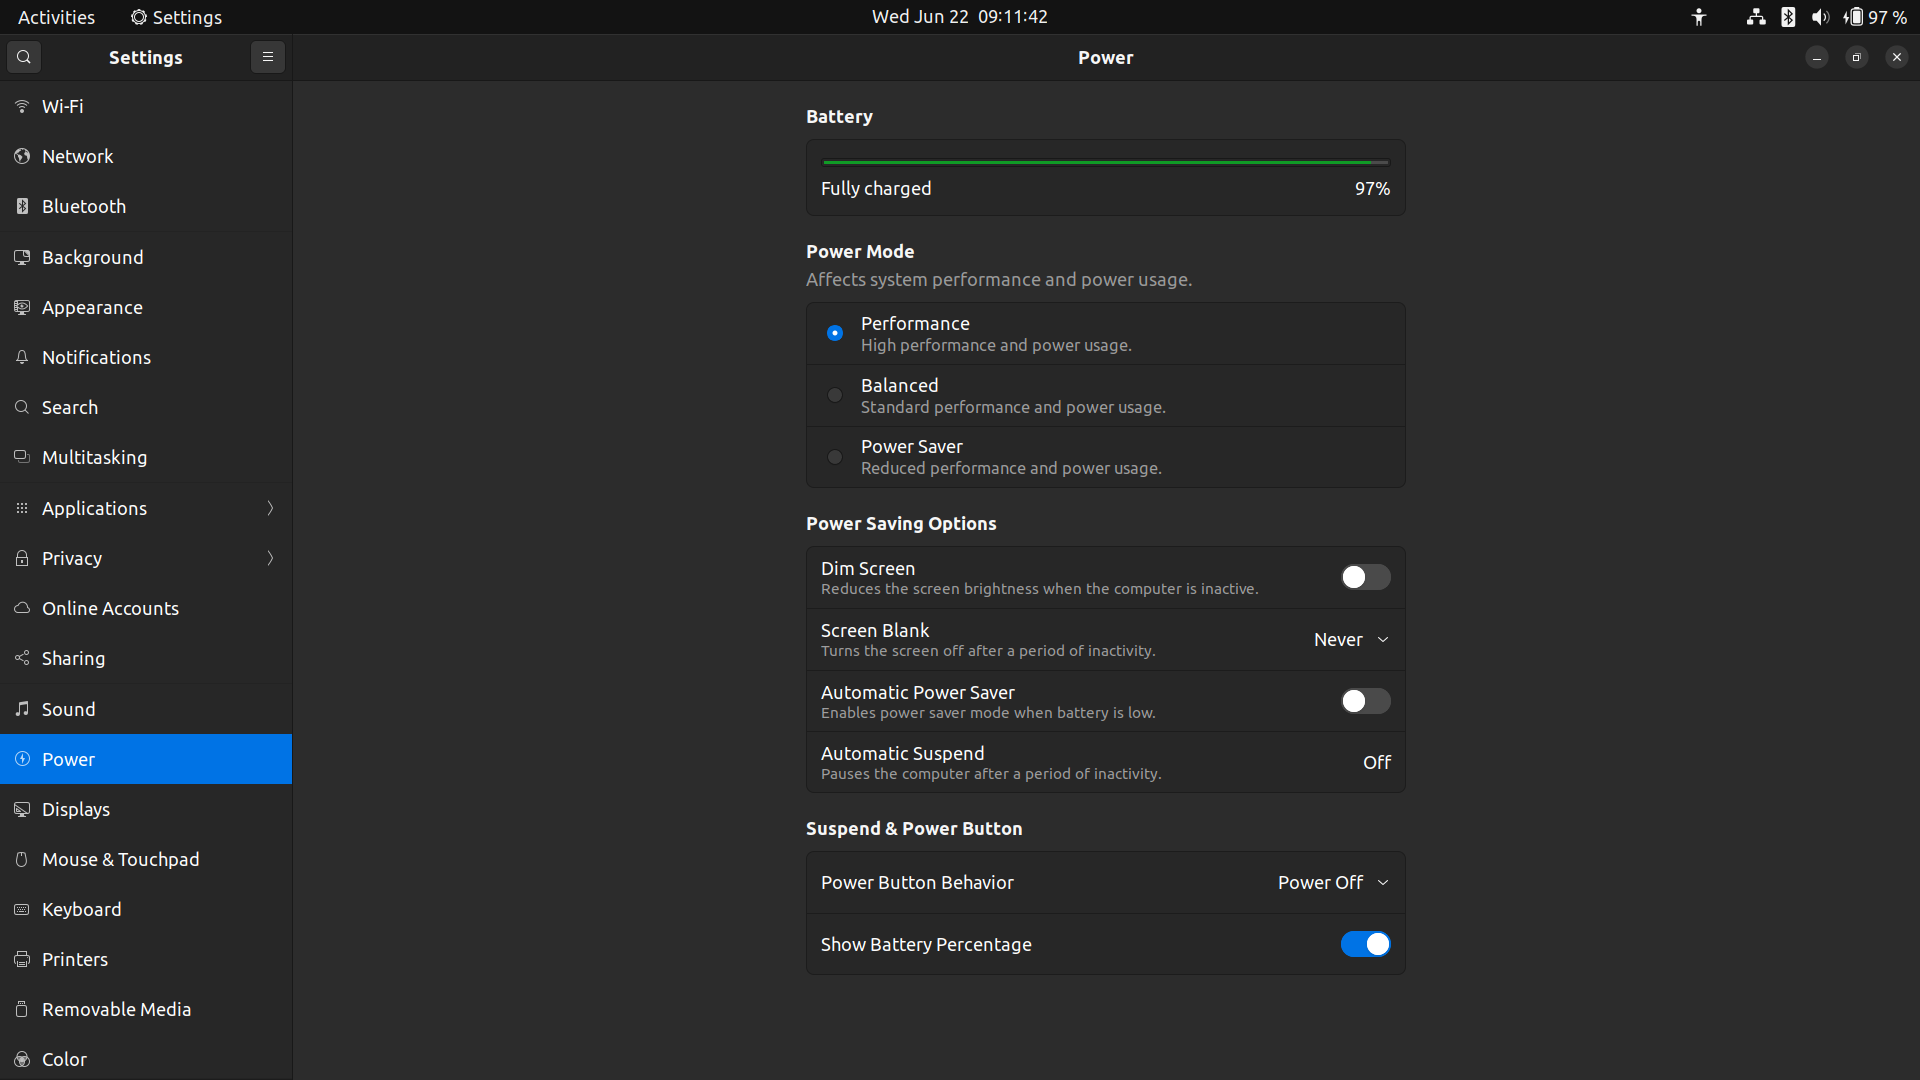 Activities Settings Wed Jun 22 09:11:42 97 %
Settings
Power
Wi-Fi
Network
Bluetooth
Background
Appearance
Notifications
Search
Multitasking
Applications
Privacy
Online Accounts
Sharing
Sound
Power
Displays
Mouse & Touchpad
Keyboard
Printers
Removable Media
Color
Battery
Fully charged 97%
Power Mode
Affects system performance and power usage.
Performance
High performance and power usage.
Balanced
Standard performance and power usage.
Power Saver
Reduced performance and power usage.
Power Saving Options
Dim Screen
Reduces the screen brightness when the computer is inactive.
Screen Blank
Turns the screen off after a period of inactivity.
Never
Automatic Power Saver
Enables power saver mode when battery is low.
Automatic Suspend
Pauses the computer after a period of inactivity.
Off
Suspend & Power Button
Power Button Behavior Power Off
Show Battery Percentage